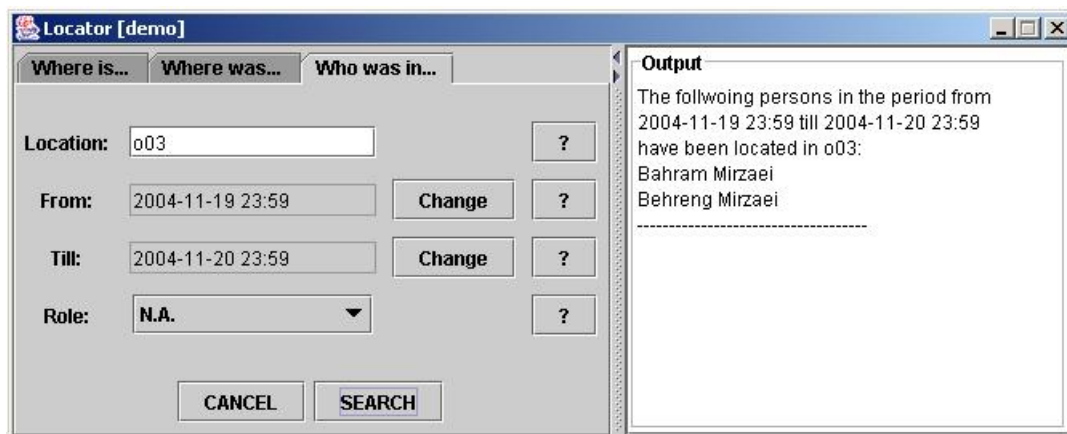 Locator [demo]
Where is... Where was... Who was in...
Location: o03 ?
From: 2004-11-19 23:59 Change ?
Till: 2004-11-20 23:59 Change ?
Role: N.A. ?
CANCEL SEARCH
Output
The follwoing persons in the period from
2004-11-19 23:59 till 2004-11-20 23:59
have been located in o03:
Bahram Mirzaei
Behreng Mirzaei
------------------------------------